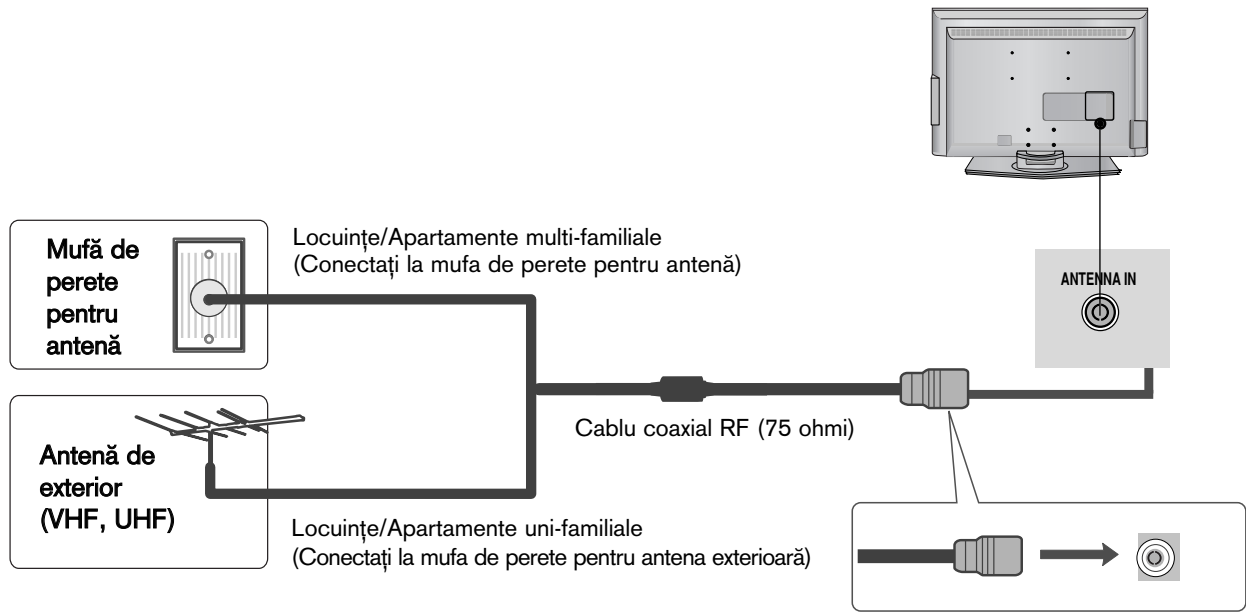 Mufă de
perete
pentru
antenă
Locuințe/Apartamente multi-familiale
(Conectați la mufa de perete pentru antenă)
ANTENNA IN
Cablu coaxial RF (75 ohmi)
Antenă de
exterior
(VHF, UHF)
Locuințe/Apartamente uni-familiale
(Conectați la mufa de perete pentru antena exterioară)